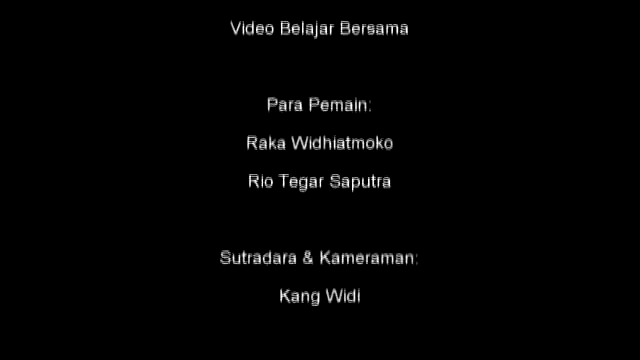 Video Belajar Bersama
Para Pemain:
Raka Widhiatmoko
Rio Tegar Saputra
Sutradara & Kameraman:
Kang Widi